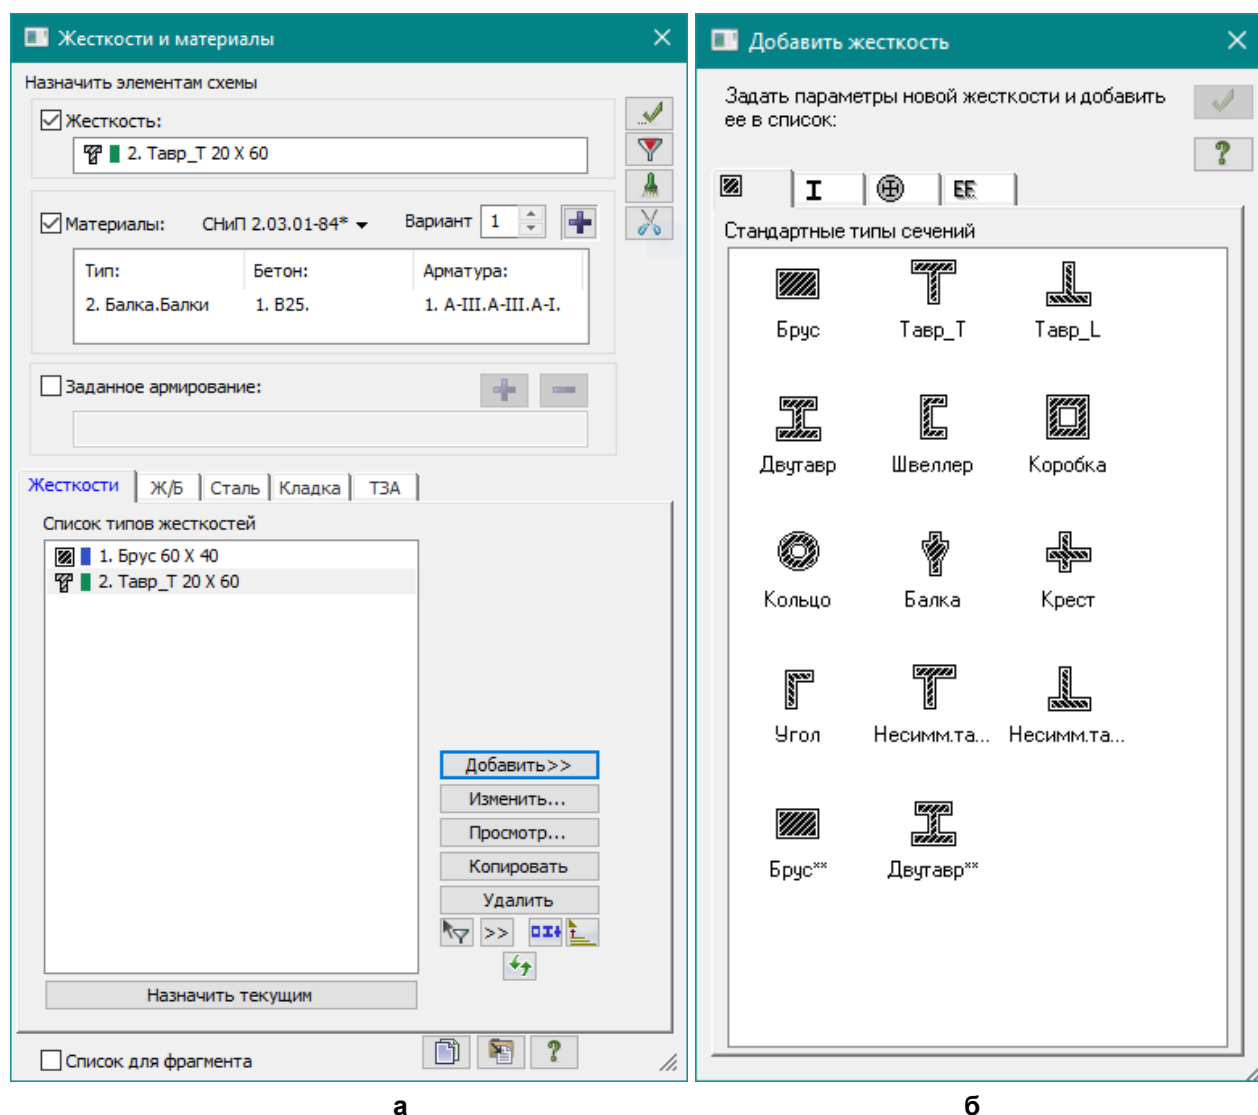 Жесткости и материалы
Назначить элементам схемы
Жесткость:
2. Тавр_Т 20 X 60
Материалы: СНиП 2.03.01-84* Вариант 1
Тип: Бетон: Арматура:
2. Балка.Балки 1. B25. 1. A-III.A-III.A-I.
Заданное армирование:
Жесткости Ж/Б Сталь Кладка ТЗА
Список типов жесткостей
1. Брус 60 X 40
2. Тавр_Т 20 X 60
Добавить>>
Изменить...
Просмотр...
Копировать
Удалить
>>
Назначить текущим
Список для фрагмента
а
Добавить жесткость
Задать параметры новой жесткости и добавить
ее в список:
Стандартные типы сечений
Брус Тавр_Т Тавр_L
Двутавр Швеллер Коробка
Кольцо Балка Крест
Угол Несимм.та... Несимм.та...
Брус** Двутавр**
б